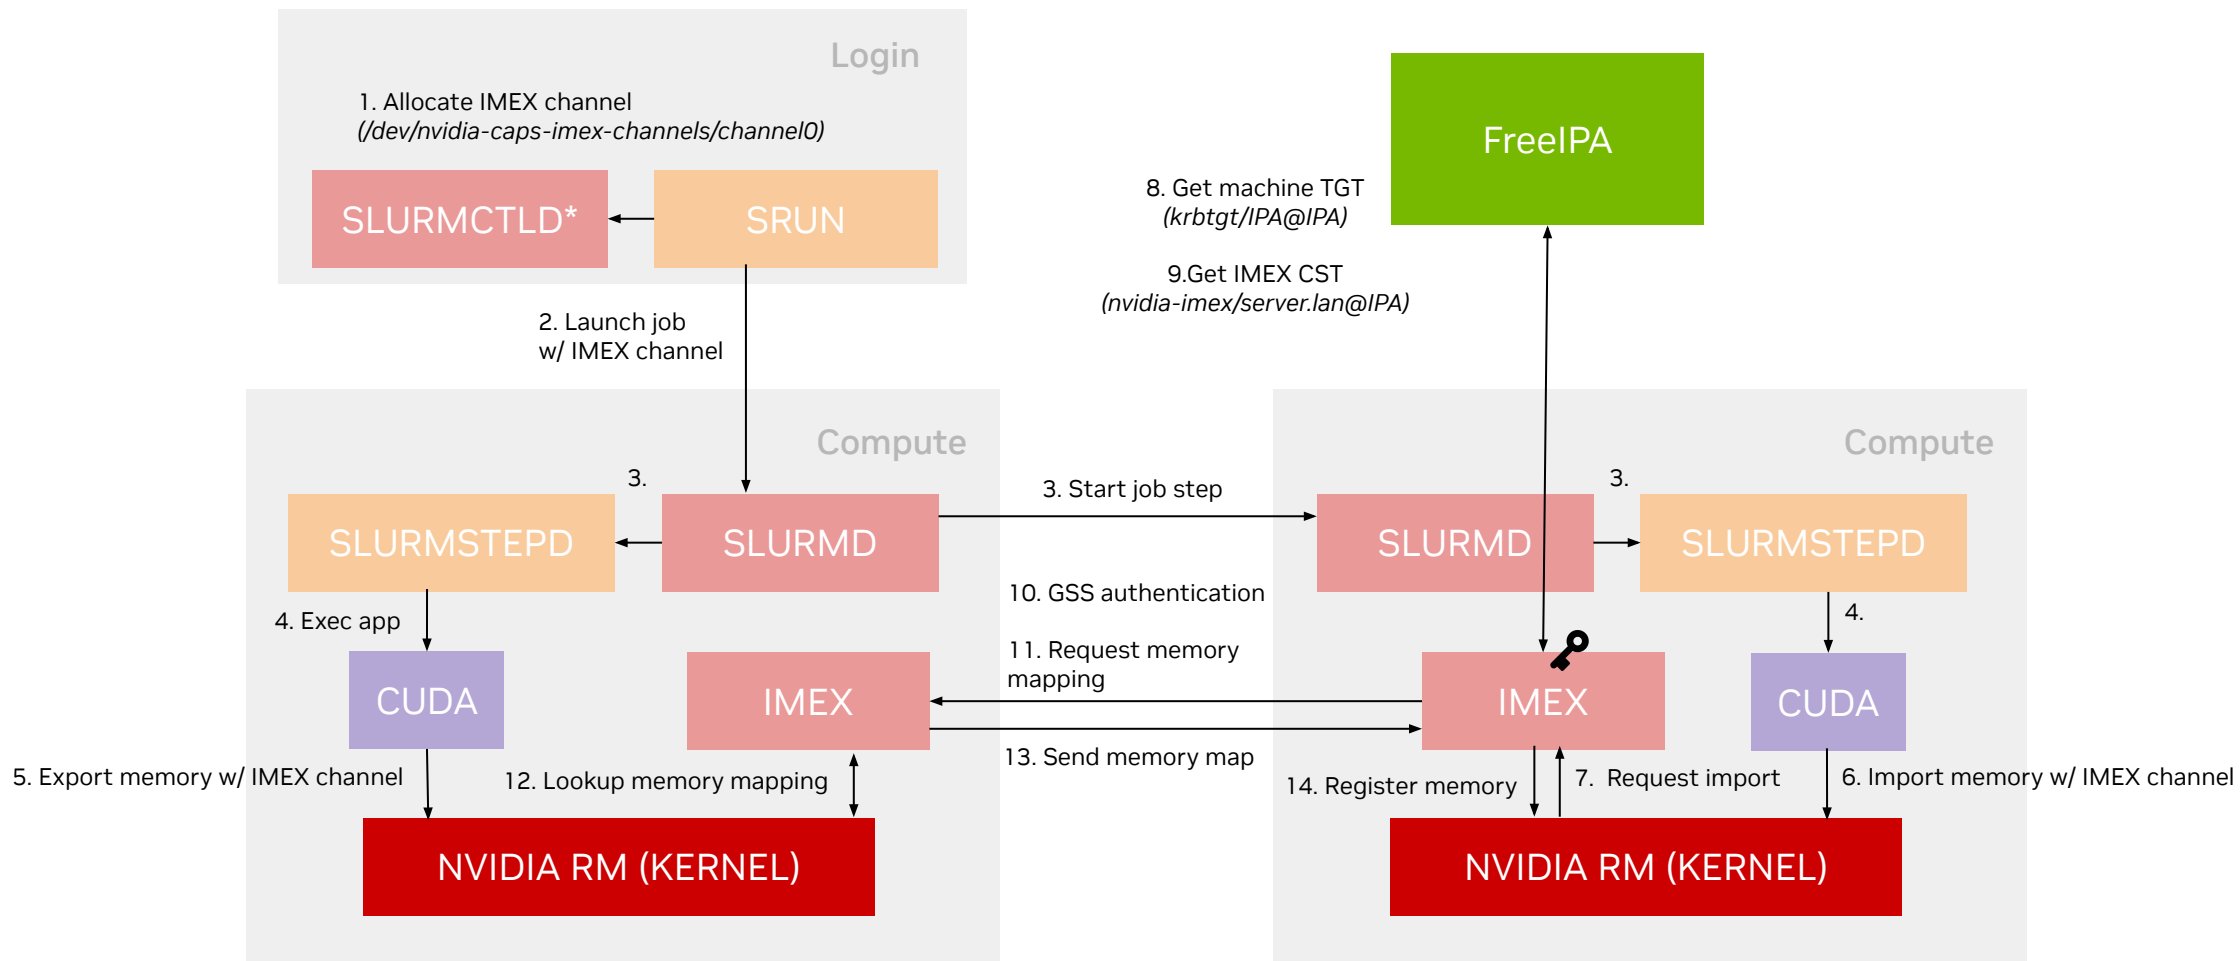 Login
1. Allocate IMEX channel
(/dev/nvidia-caps-imex-channels/channel0)
SLURMCTLD*
SRUN
FreeIPA
8. Get machine TGT
(krbtgt/IPA@IPA)
9.Get IMEX CST
(nvidia-imex/server.lan@IPA)
2. Launch job
w/ IMEX channel
Compute
3.
SLURMSTEPD
SLURMD
4. Exec app
CUDA
IMEX
5. Export memory w/ IMEX channel
12. Lookup memory mapping
NVIDIA RM (KERNEL)
3. Start job step
10. GSS authentication
11. Request memory
mapping
13. Send memory map
Compute
3.
SLURMD
SLURMSTEPD
4.
IMEX
CUDA
14. Register memory
7. Request import
6. Import memory w/ IMEX channel
NVIDIA RM (KERNEL)